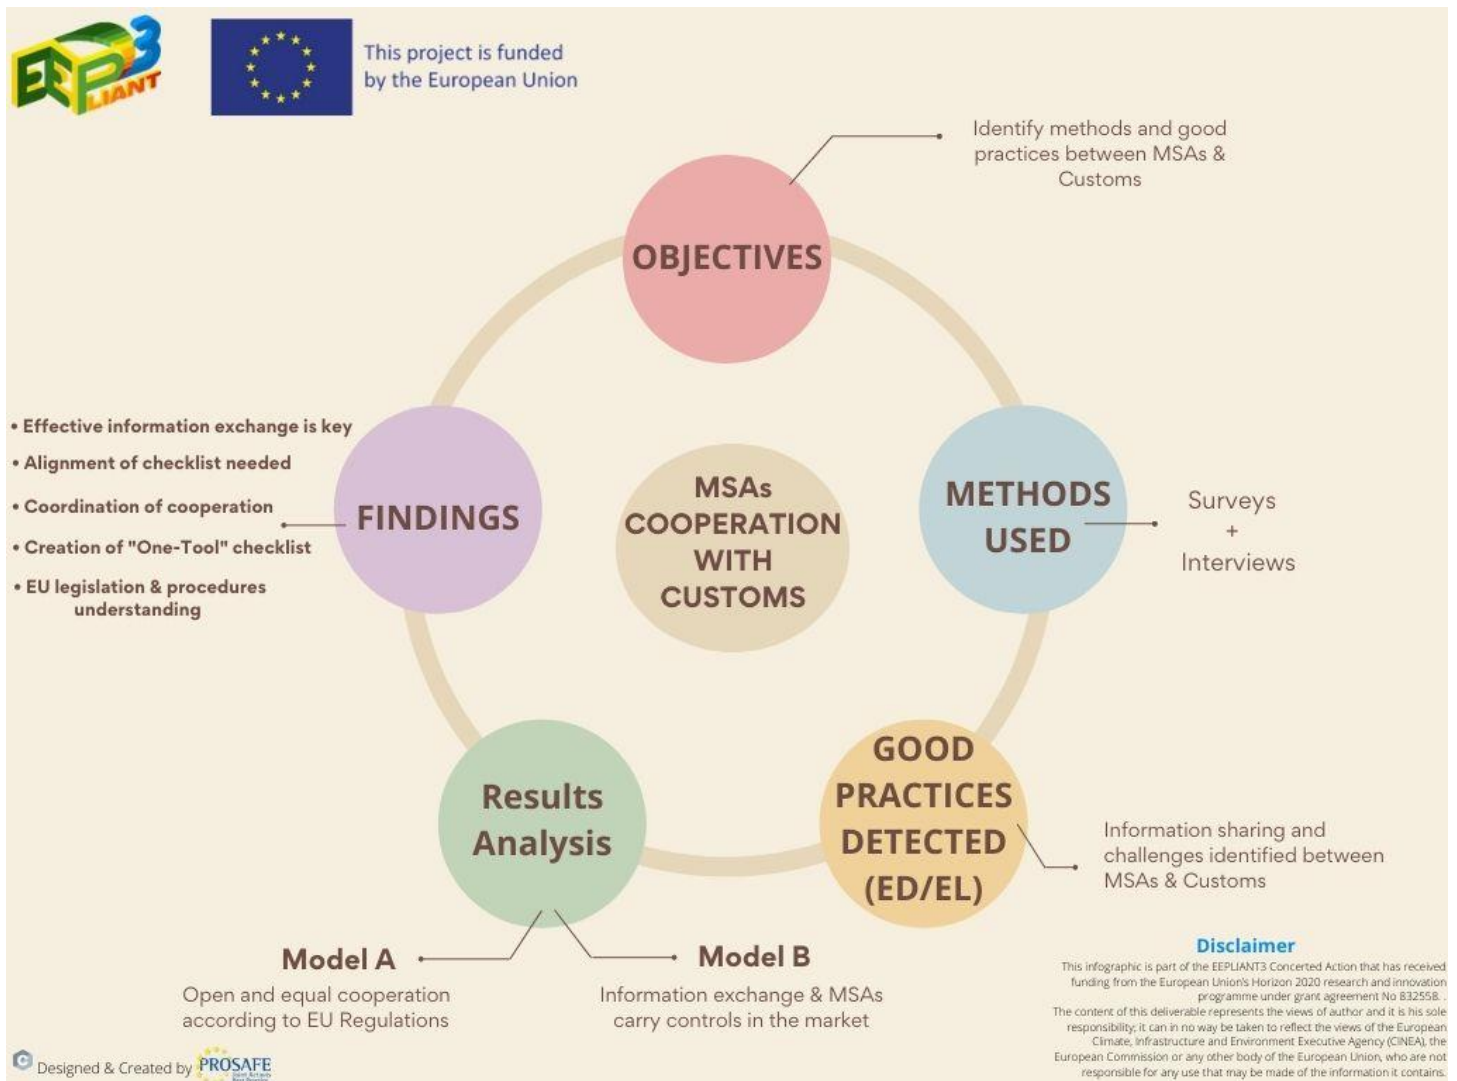 EEP3
LIANT
This project is funded
by the European Union
Identify methods and good
practices between MSAs &
Customs
OBJECTIVES
METHODS
USED
Surveys
+
Interviews
GOOD
PRACTICES
DETECTED
(ED/EL)
Information sharing and
challenges identified between
MSAs & Customs
Results
Analysis
Model A
Open and equal cooperation
according to EU Regulations
Model B
Information exchange & MSAs
carry controls in the market
FINDINGS
• Effective information exchange is key
• Alignment of checklist needed
• Coordination of cooperation
• Creation of "One-Tool" checklist
• EU legislation & procedures
understanding
MSAs
COOPERATION
WITH
CUSTOMS
Disclaimer
This infographic is part of the EEPLIANT3 Concerted Action that has received
funding from the European Union's Horizon 2020 research and innovation
programme under grant agreement No 832558. .
The content of this deliverable represents the views of author and it is his sole
responsibility; it can in no way be taken to reflect the views of the European
Climate, Infrastructure and Environment Executive Agency (CINEA), the
European Commission or any other body of the European Union, who are not
responsible for any use that may be made of the information it contains.
Designed & Created by PROSAFE